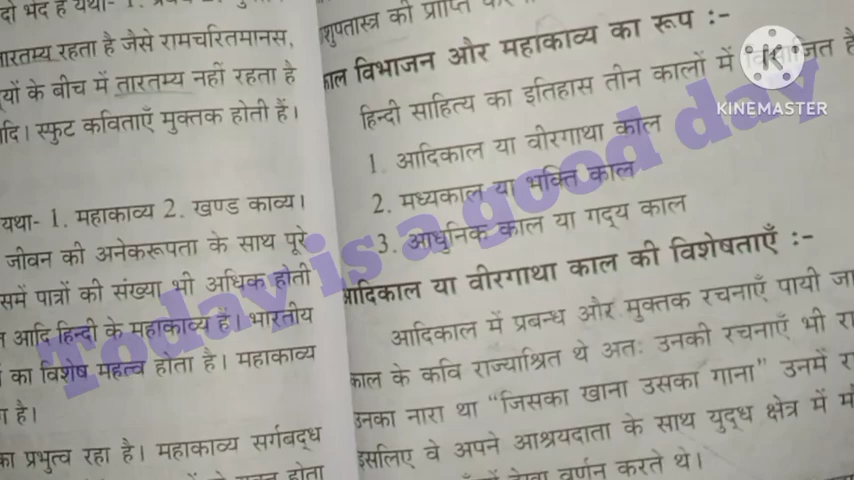 दो भेद हैं यथा- 1.
तारतम्य रहता है जैसे रामचरितमानस,
के बीच में तारतम्य नहीं रहता है
स्फुट कविताएँ मुक्तक होती हैं।
यथा- 1. महाकाव्य 2. खण्ड काव्य।
जीवन की अनेकरूपता के साथ पूरे
पात्रों की संख्या भी अधिक होती
आदि हिन्दी के महाकाव्य हैं। भारतीय
का विशेष महत्व होता है। महाकाव्य
है।
प्रभुत्व रहा है। महाकाव्य सर्गबद्ध
होता
की प्राप्ति
काल विभाजन और महाकाव्य का रूप :-
हिन्दी साहित्य का इतिहास तीन कालों में
1. आदिकाल या वीरगाथा काल
2. मध्यकाल या भक्ति काल
3. आधुनिक काल या गद्य काल
आदिकाल या वीरगाथा काल की विशेषताएँ :-
आदिकाल में प्रबन्ध और मुक्तक रचनाएँ पायी
काल के कवि राज्याश्रित थे अतः उनकी रचनाएँ भी
उनका नारा था “जिसका खाना उसका गाना” उनमें
इसलिए वे अपने आश्रयदाता के साथ युद्ध क्षेत्र में
वर्णन करते थे।
Today is a good day
KINEMASTER